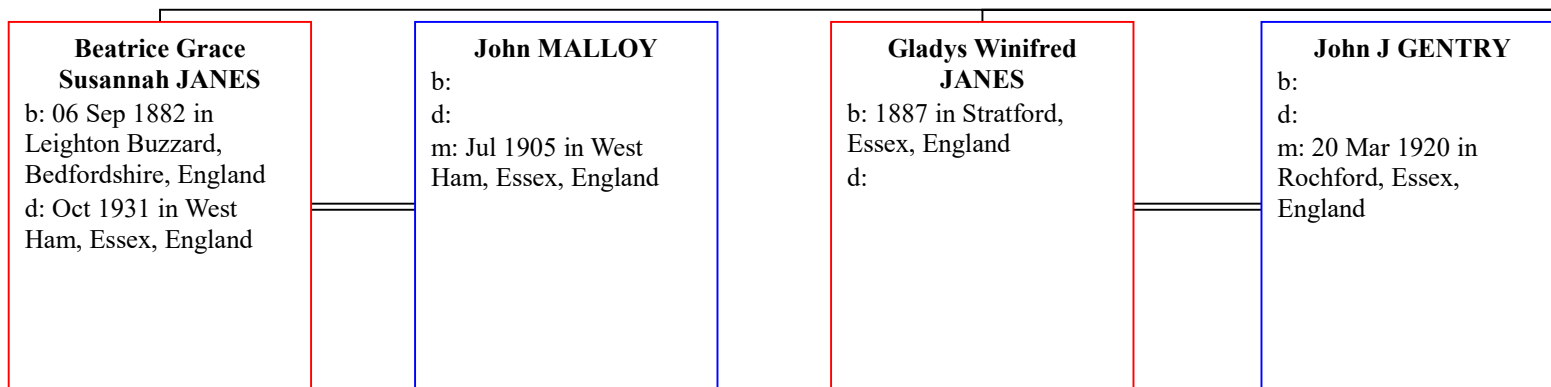 Beatrice Grace
Susannah JANES
b: 06 Sep 1882 in
Leighton Buzzard,
Bedfordshire, England
d: Oct 1931 in West
Ham, Essex, England
John MALLOY
b:
d:
m: Jul 1905 in West
Ham, Essex, England
Gladys Winifred
JANES
b: 1887 in Stratford,
Essex, England
d:
John J GENTRY
b:
d:
m: 20 Mar 1920 in
Rochford, Essex,
England